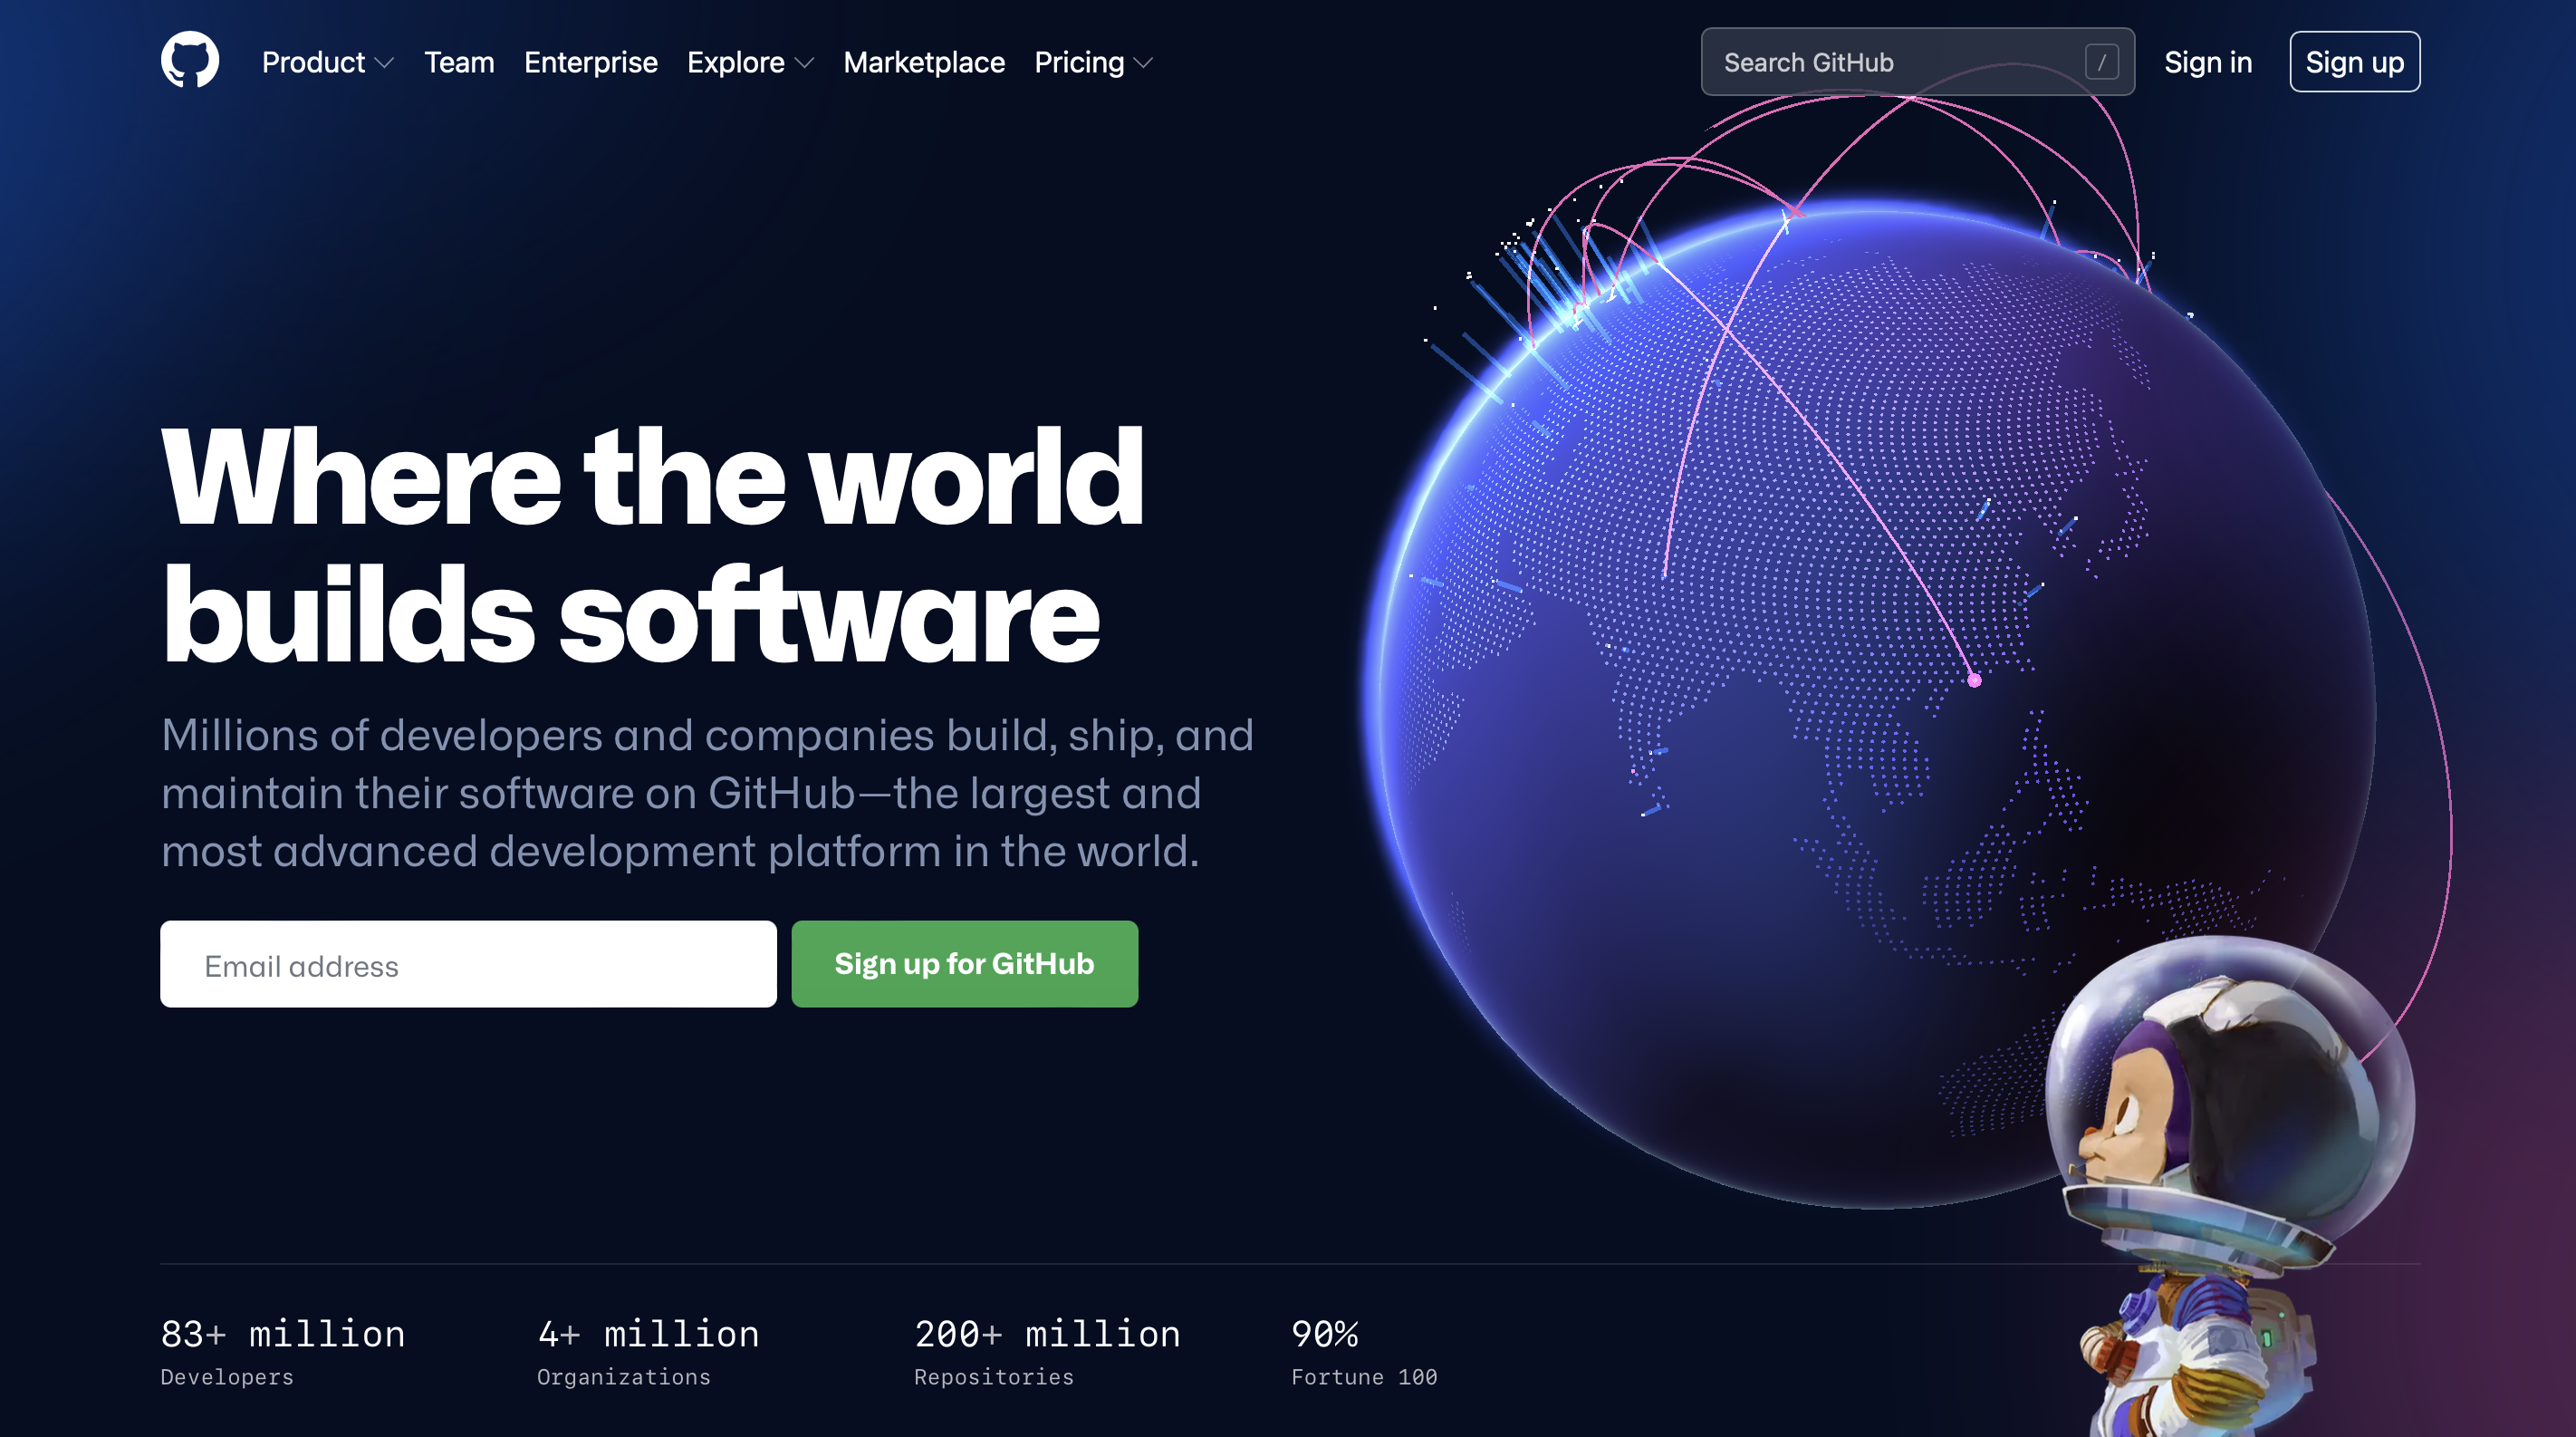 Product Team Enterprise Explore Marketplace Pricing Search GitHub / Sign in Sign up
Where the world
builds software
Millions of developers and companies build, ship, and
maintain their software on GitHub—the largest and
most advanced development platform in the world.
Email address Sign up for GitHub
83+ million 4+ million 200+ million 90%
Developers Organizations Repositories Fortune 100